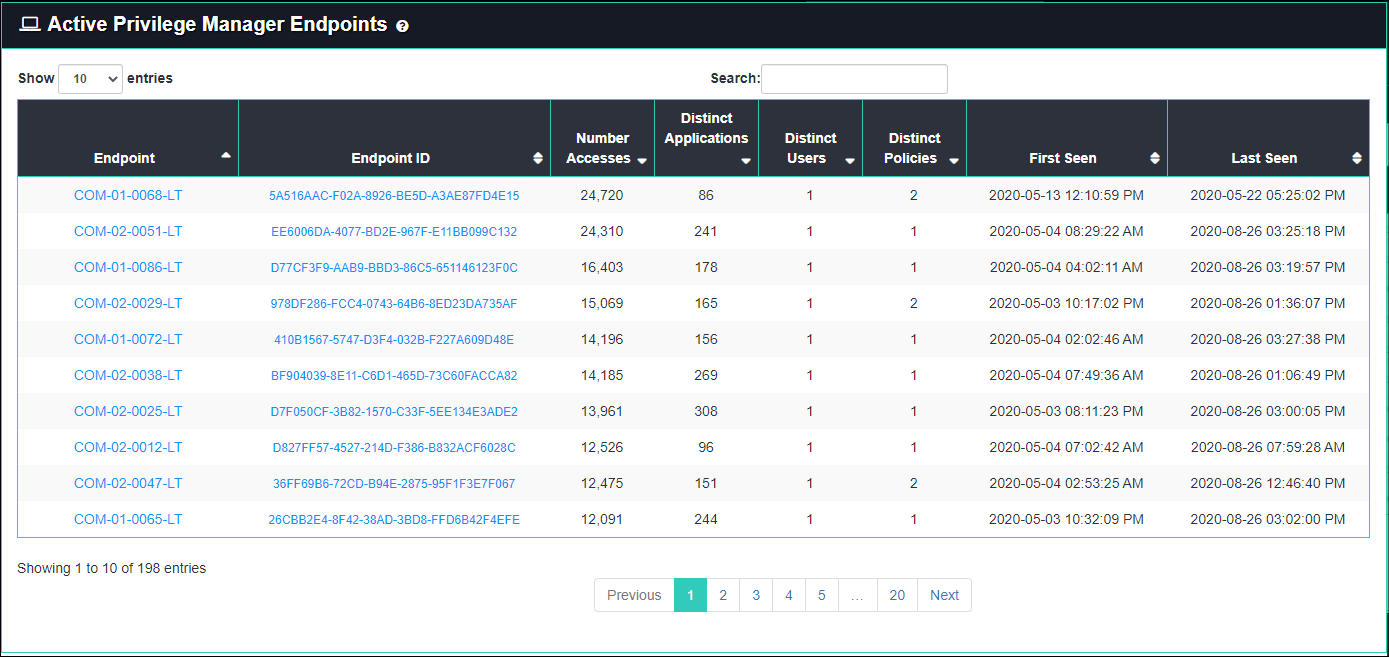 Active Privilege Manager Endpoints ?
Show 10 entries Search:
Endpoint Endpoint ID Number Accesses Distinct Applications Distinct Users Distinct Policies First Seen Last Seen
COM-01-0068-LT 5A516AAC-F02A-8926-BE5D-A3AE87FD4E15 24,720 86 1 2 2020-05-13 12:10:59 PM 2020-05-22 05:25:02 PM
COM-02-0051-LT EE6006DA-4077-BD2E-967F-E11BB099C132 24,310 241 1 1 2020-05-04 08:29:22 AM 2020-08-26 03:25:18 PM
COM-01-0086-LT D77CF3F9-AAB9-BBD3-86C5-651146123F0C 16,403 178 1 1 2020-05-04 04:02:11 AM 2020-08-26 03:19:57 PM
COM-02-0029-LT 978DF286-FCC4-0743-64B6-8ED23DA735AF 15,069 165 1 2 2020-05-03 10:17:02 PM 2020-08-26 01:36:07 PM
COM-01-0072-LT 410B1567-5747-D3F4-032B-F227A609D48E 14,196 156 1 1 2020-05-04 02:02:46 AM 2020-08-26 03:27:38 PM
COM-02-0038-LT BF904039-8E11-C6D1-465D-73C60FACCA82 14,185 269 1 1 2020-05-04 07:49:36 AM 2020-08-26 01:06:49 PM
COM-02-0025-LT D7F050CF-3B82-1570-C33F-5EE134E3ADE2 13,961 308 1 1 2020-05-03 08:11:23 PM 2020-08-26 03:00:05 PM
COM-02-0012-LT D827FF57-4527-214D-F386-B832ACF6028C 12,526 96 1 1 2020-05-04 07:02:42 AM 2020-08-26 07:59:28 AM
COM-02-0047-LT 36FF69B6-72CD-B94E-2875-95F1F3E7F067 12,475 151 1 2 2020-05-04 02:53:25 AM 2020-08-26 12:46:40 PM
COM-01-0065-LT 26CBB2E4-8F42-38AD-3BD8-FFD6B42F4EFE 12,091 244 1 1 2020-05-03 10:32:09 PM 2020-08-26 03:02:00 PM
Showing 1 to 10 of 198 entries
Previous 1 2 3 4 5 … 20 Next